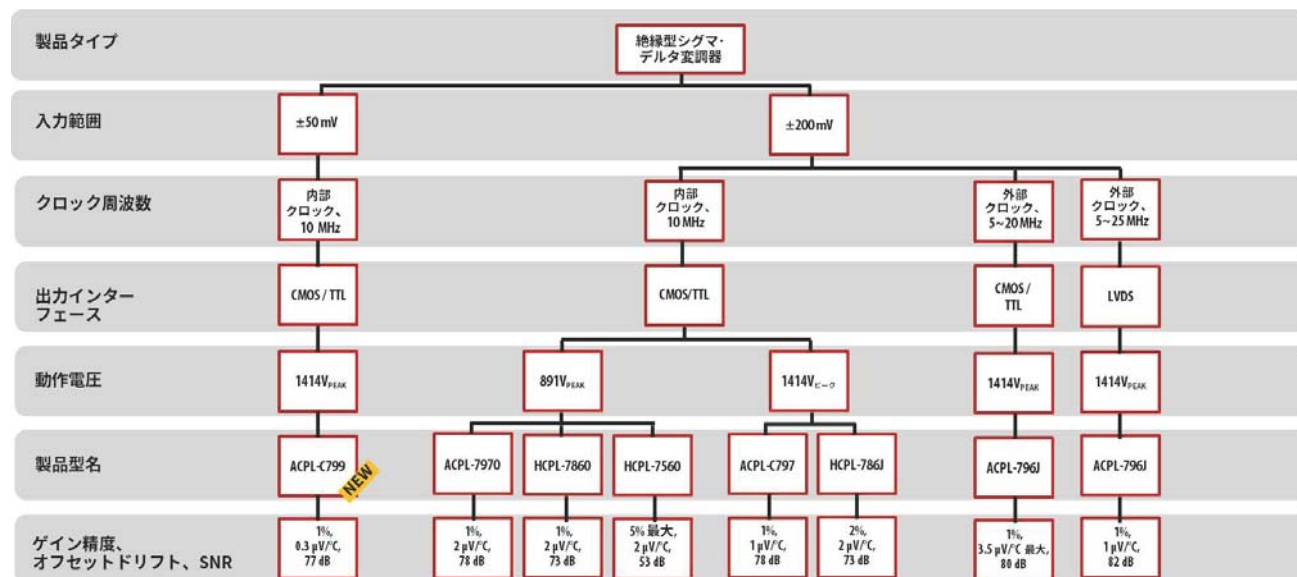 製品タイプ
絶縁型シグマ・
デルタ変調器
入力範囲
±50 mV
±200 mV
クロック周波数
内部
クロック、
10 MHz
内部
クロック、
10 MHz
外部
クロック、
5~20 MHz
外部
クロック、
5~25 MHz
出力インター
フェース
CMOS / TTL
CMOS/TTL
CMOS /
TTL
LVDS
動作電圧
1414VPEAK
891VPEAK
1414Vピーク
1414VPEAK
1414VPEAK
製品型名
ACPL-C799
NEW
ACPL-7970
HCPL-7860
HCPL-7560
ACPL-C797
HCPL-786J
ACPL-796J
ACPL-796J
ゲイン精度、
オフセットドリフト、SNR
1%,
0.3 μV/°C,
77 dB
1%,
2 μV/°C,
78 dB
1%,
2 μV/°C,
73 dB
5% 最大,
2 μV/°C,
53 dB
1%,
1 μV/°C,
78 dB
2%,
2 μV/°C,
73 dB
1%,
3.5 μV/°C 最大,
80 dB
1%,
1 μV/°C,
82 dB